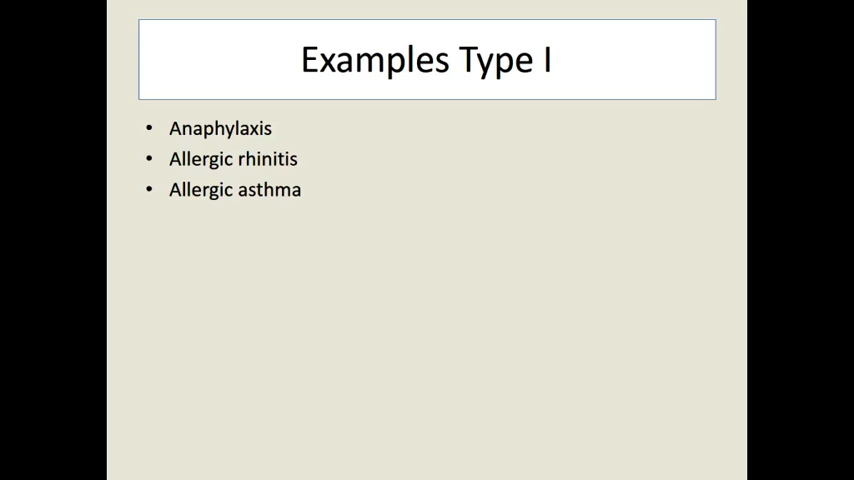 Examples Type I
• Anaphylaxis
• Allergic rhinitis
• Allergic asthma